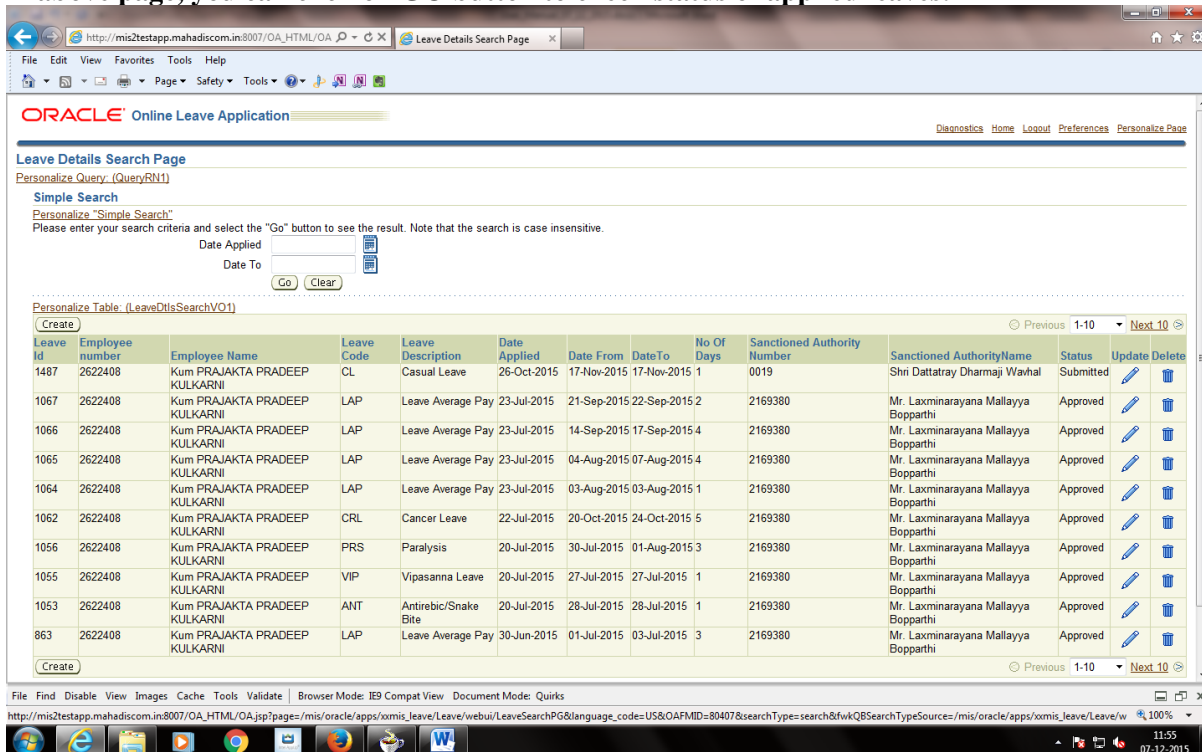 http://mis2testapp.mahadiscom.in:8007/OA_HTML/OA
Leave Details Search Page
File Edit View Favorites Tools Help
Page Safety Tools
ORACLE Online Leave Application
Diagnostics Home Logout Preferences Personalize Page
Leave Details Search Page
Personalize Query: (QueryRN1)
Simple Search
Personalize "Simple Search"
Please enter your search criteria and select the "Go" button to see the result. Note that the search is case insensitive.
Date Applied
Date To
Go Clear
Personalize Table: (LeaveDtlsSearchVO1)
Create Previous 1-10 Next 10
Leave Id Employee number Employee Name Leave Code Leave Description Date Applied Date From DateTo No Of Days Sanctioned Authority Number Sanctioned AuthorityName Status Update Delete
1487 2622408 Kum PRAJAKTA PRADEEP KULKARNI CL Casual Leave 26-Oct-2015 17-Nov-2015 17-Nov-2015 1 0019 Shri Dattatray Dharmaji Wavhal Submitted
1067 2622408 Kum PRAJAKTA PRADEEP KULKARNI LAP Leave Average Pay 23-Jul-2015 21-Sep-2015 22-Sep-2015 2 2169380 Mr. Laxminarayana Mallayya Bopparthi Approved
1066 2622408 Kum PRAJAKTA PRADEEP KULKARNI LAP Leave Average Pay 23-Jul-2015 14-Sep-2015 17-Sep-2015 4 2169380 Mr. Laxminarayana Mallayya Bopparthi Approved
1065 2622408 Kum PRAJAKTA PRADEEP KULKARNI LAP Leave Average Pay 23-Jul-2015 04-Aug-2015 07-Aug-2015 4 2169380 Mr. Laxminarayana Mallayya Bopparthi Approved
1064 2622408 Kum PRAJAKTA PRADEEP KULKARNI LAP Leave Average Pay 23-Jul-2015 03-Aug-2015 03-Aug-2015 1 2169380 Mr. Laxminarayana Mallayya Bopparthi Approved
1062 2622408 Kum PRAJAKTA PRADEEP KULKARNI CRL Cancer Leave 22-Jul-2015 20-Oct-2015 24-Oct-2015 5 2169380 Mr. Laxminarayana Mallayya Bopparthi Approved
1056 2622408 Kum PRAJAKTA PRADEEP KULKARNI PRS Paralysis 20-Jul-2015 30-Jul-2015 01-Aug-2015 3 2169380 Mr. Laxminarayana Mallayya Bopparthi Approved
1055 2622408 Kum PRAJAKTA PRADEEP KULKARNI VIP Vipasanna Leave 20-Jul-2015 27-Jul-2015 27-Jul-2015 1 2169380 Mr. Laxminarayana Mallayya Bopparthi Approved
1053 2622408 Kum PRAJAKTA PRADEEP KULKARNI ANT Antirebic/Snake Bite 20-Jul-2015 28-Jul-2015 28-Jul-2015 1 2169380 Mr. Laxminarayana Mallayya Bopparthi Approved
863 2622408 Kum PRAJAKTA PRADEEP KULKARNI LAP Leave Average Pay 30-Jun-2015 01-Jul-2015 03-Jul-2015 3 2169380 Mr. Laxminarayana Mallayya Bopparthi Approved
Create Previous 1-10 Next 10
File Find Disable View Images Cache Tools Validate Browser Mode: IE9 Compat View Document Mode: Quirks
http://mis2testapp.mahadiscom.in:8007/OA_HTML/OA.jsp?page=/mis/oracle/apps/xxmis_leave/Leave/webui/LeaveSearchPG&language_code=US&OAFMID=80407&searchType=search&fwkQBSearchTypeSource=/mis/oracle/apps/xxmis_leave/Leave/w 100%
11:55
07-12-2015